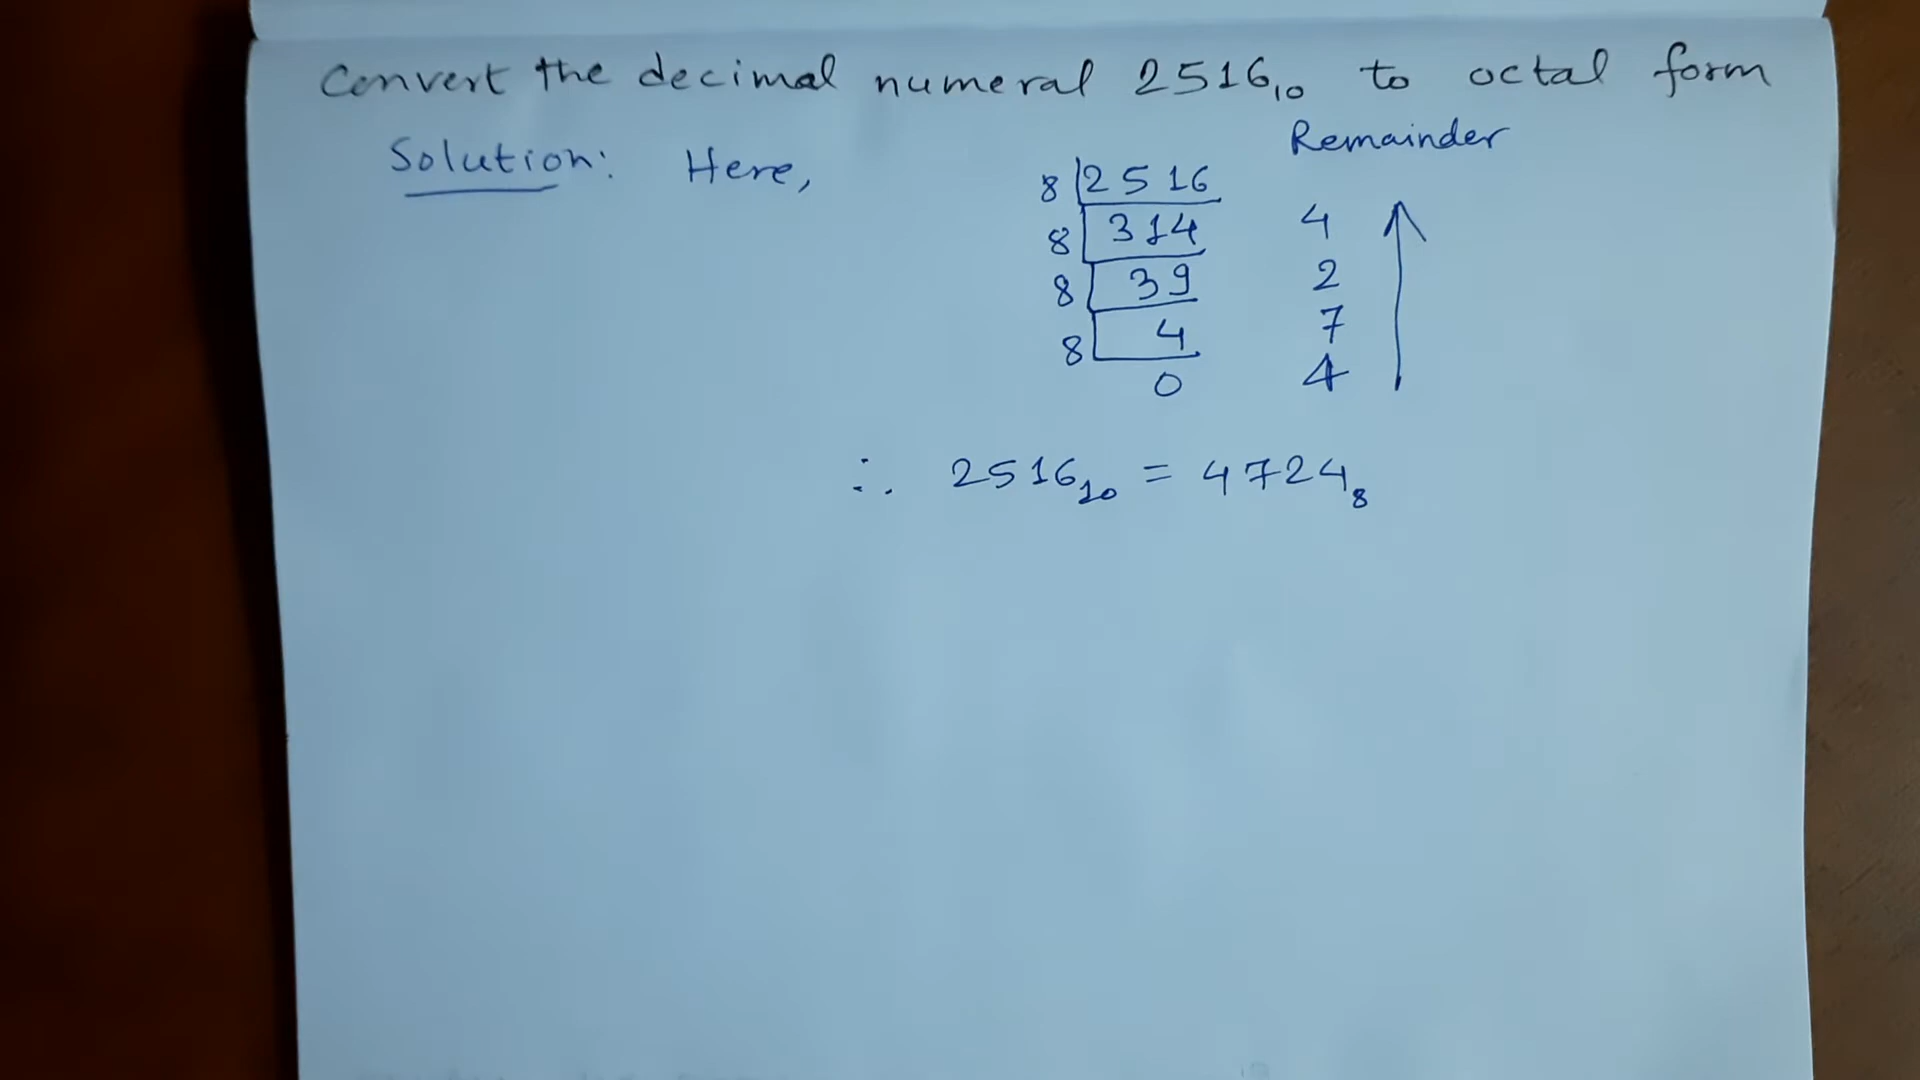 Convert the decimal numeral 2516₁₀ to octal form
Solution: Here,
Remainder
8 | 2516
8 | 314 4
8 | 39 2
8 | 4 7
0 4
∴ 2516₁₀ = 4724₈